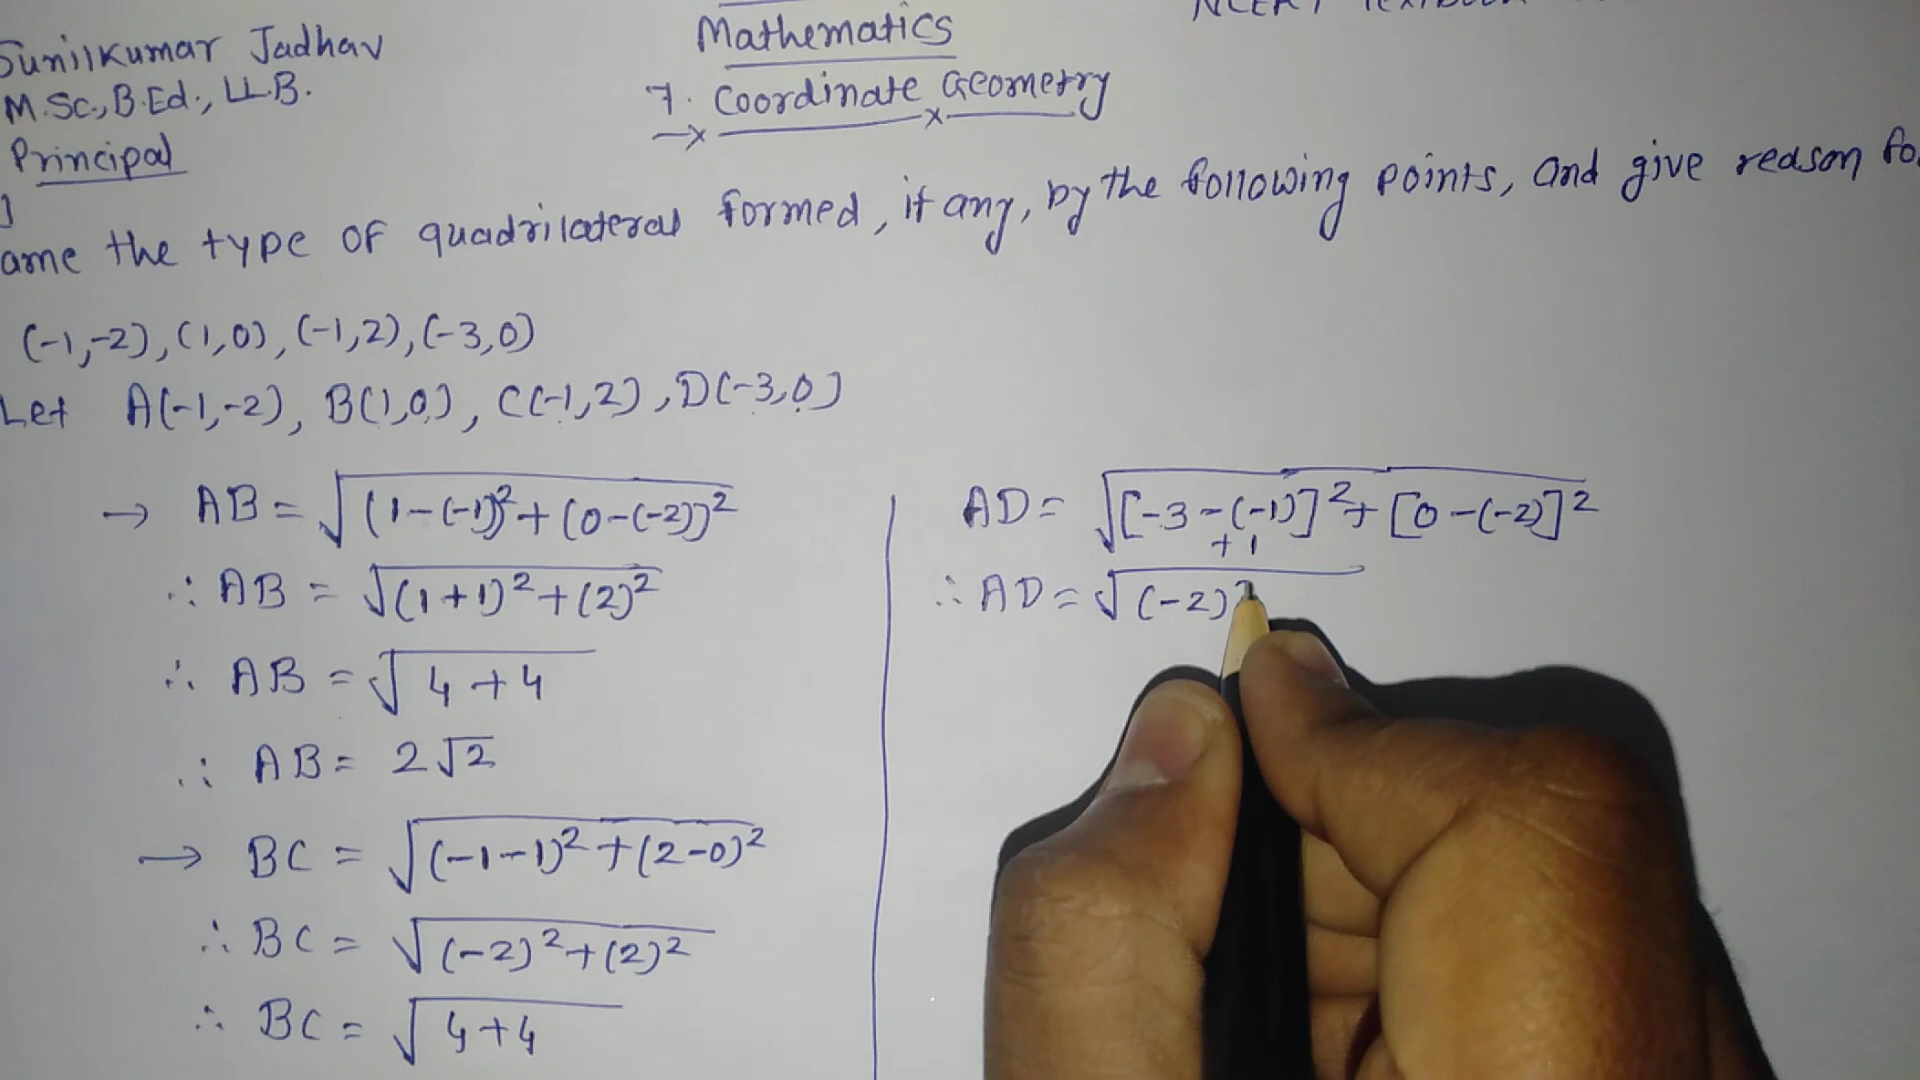 Mathematics
NCERT Textbook
Sunilkumar Jadhav
M.Sc., B.Ed., LL.B.
Principal
7. Coordinate Geometry
ame the type of quadrilateral formed, if any, by the following points, and give reason fo
(-1,-2), (1,0), (-1,2), (-3,0)
Let A(-1,-2), B(1,0), C(-1,2), D(-3,0)
→ AB = √(1-(-1))²+(0-(-2))²
∴ AB = √(1+1)²+(2)²
∴ AB = √4+4
∴ AB = 2√2
→ BC = √(-1-1)²+(2-0)²
∴ BC = √(-2)²+(2)²
∴ BC = √4+4
AD = √[-3-(-1)]²+[0-(-2)]²
+1
∴ AD = √(-2)²